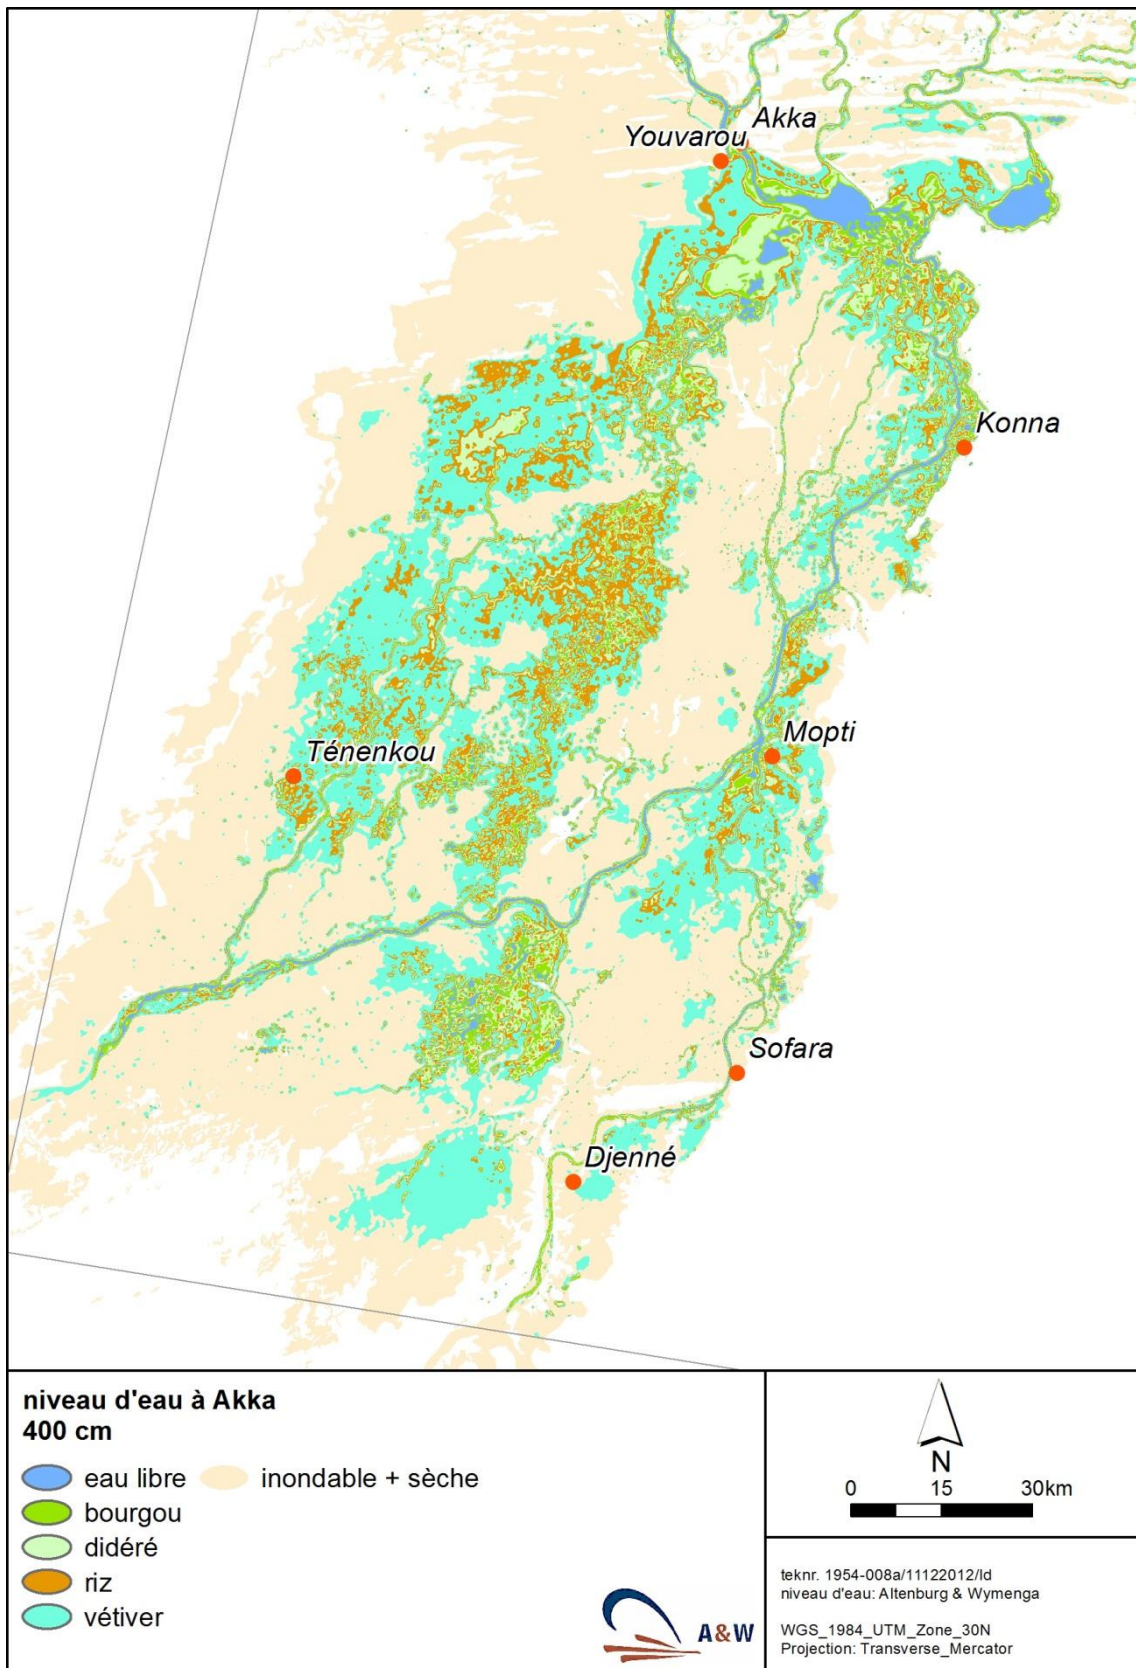 Akka
Youvarou
Konna
Mopti
Ténenkou
Sofara
Djenné
niveau d'eau à Akka
400 cm
eau libre
inondable + sèche
bourgou
didéré
riz
vétiver
A&W
N
0 15 30km
teknr. 1954-008a/11122012/ld
niveau d'eau: Altenburg & Wymenga
WGS_1984_UTM_Zone_30N
Projection: Transverse_Mercator